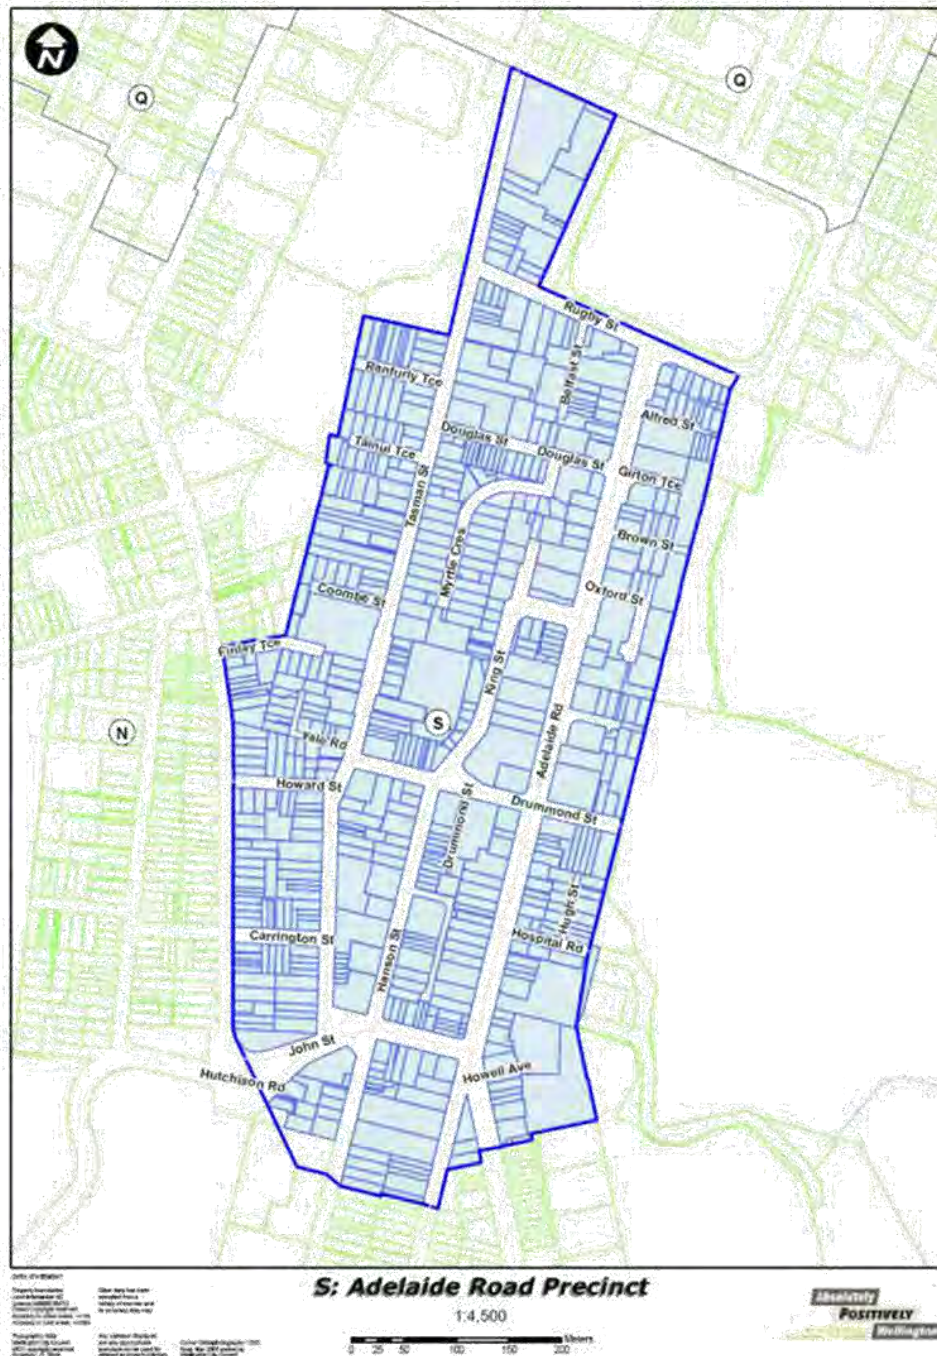 N
Q
Q
Rugby St
Belfast St
Ranfurly Tce
Alfred St
Douglas St
Tainui Tce
Douglas St
Girton Tce
Tasman St
Brown St
Myrtle Cres
Coombe St
Oxford St
Finlay Tce
King St
S
N
Yale Rd
Adelaide Rd
Howard St
Drummond St
Drummond St
Hugh St
Carrington St
Hospital Rd
Hanson St
John St
Hutchison Rd
Howell Ave
S: Adelaide Road Precinct
1:4,500
Meters
0 25 50 100 150 200
Absolutely
POSITIVELY
Wellington